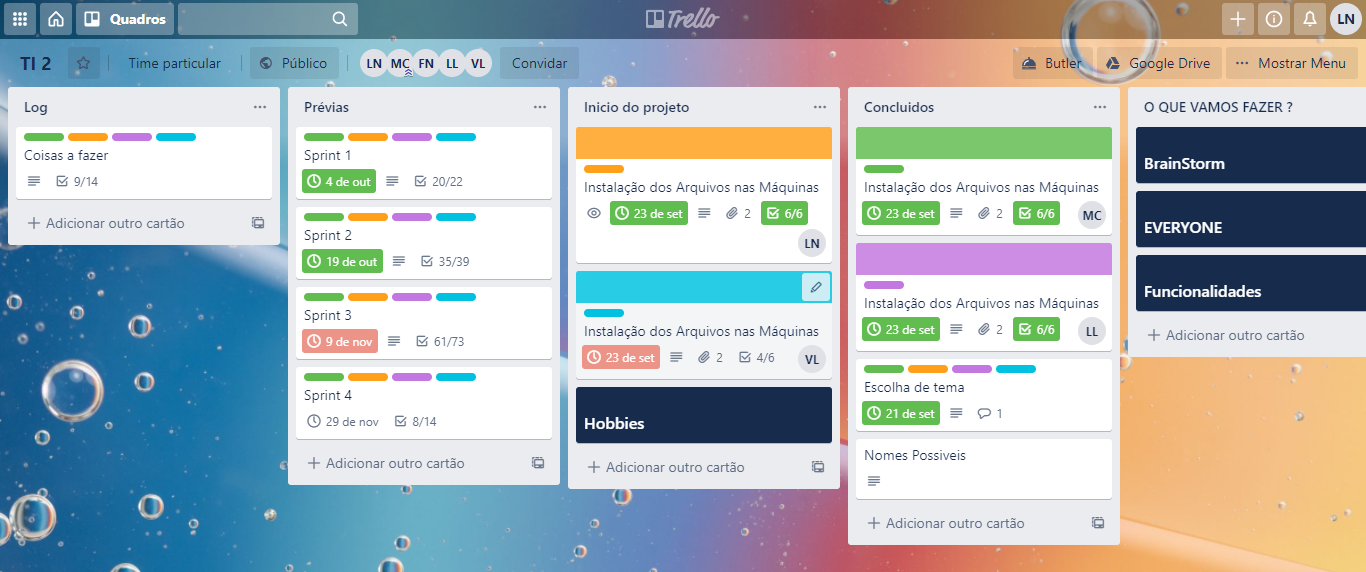 Quadros
Trello
LN
TI 2
Time particular
Público
LN MC FN LL VL
Convidar
Butler
Google Drive
Mostrar Menu
Log
Coisas a fazer
9/14
Adicionar outro cartão
Prévias
Sprint 1
4 de out
20/22
Sprint 2
19 de out
35/39
Sprint 3
9 de nov
61/73
Sprint 4
29 de nov
8/14
Adicionar outro cartão
Inicio do projeto
Instalação dos Arquivos nas Máquinas
23 de set
2
6/6
LN
Instalação dos Arquivos nas Máquinas
23 de set
2
4/6
VL
Hobbies
Adicionar outro cartão
Concluidos
Instalação dos Arquivos nas Máquinas
23 de set
2
6/6
MC
Instalação dos Arquivos nas Máquinas
23 de set
2
6/6
LL
Escolha de tema
21 de set
1
Nomes Possiveis
Adicionar outro cartão
O QUE VAMOS FAZER ?
BrainStorm
EVERYONE
Funcionalidades
Adicionar outro cartão